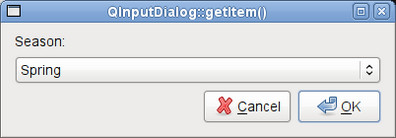 QInputDialog::getItem()
Season:
Spring
Cancel OK